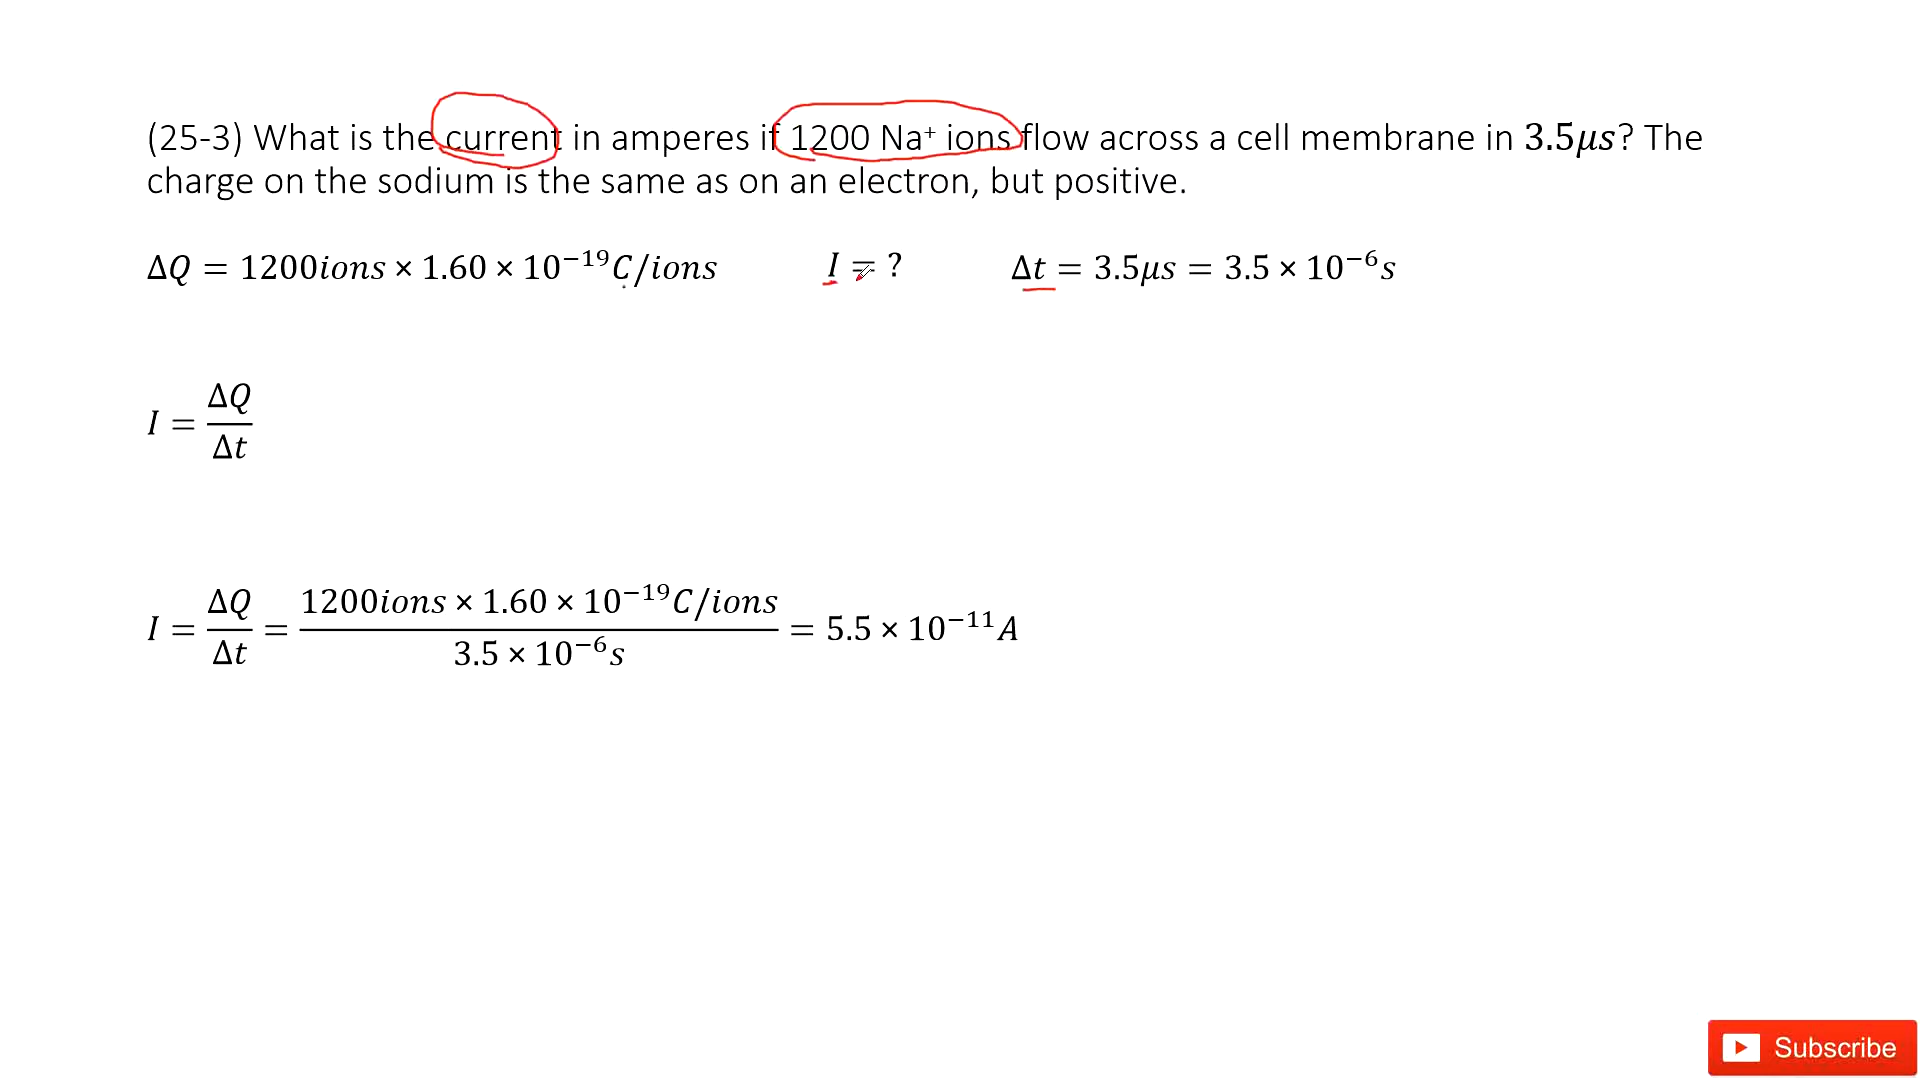 (25-3) What is the current in amperes if 1200 Na⁺ ions flow across a cell membrane in 3.5μs? The
charge on the sodium is the same as on an electron, but positive.
ΔQ = 1200ions × 1.60 × 10⁻¹⁹C/ions I = ? Δt = 3.5μs = 3.5 × 10⁻⁶s
I = ΔQ/Δt
I = ΔQ/Δt = 1200ions × 1.60 × 10⁻¹⁹C/ions / 3.5 × 10⁻⁶s = 5.5 × 10⁻¹¹A
Subscribe